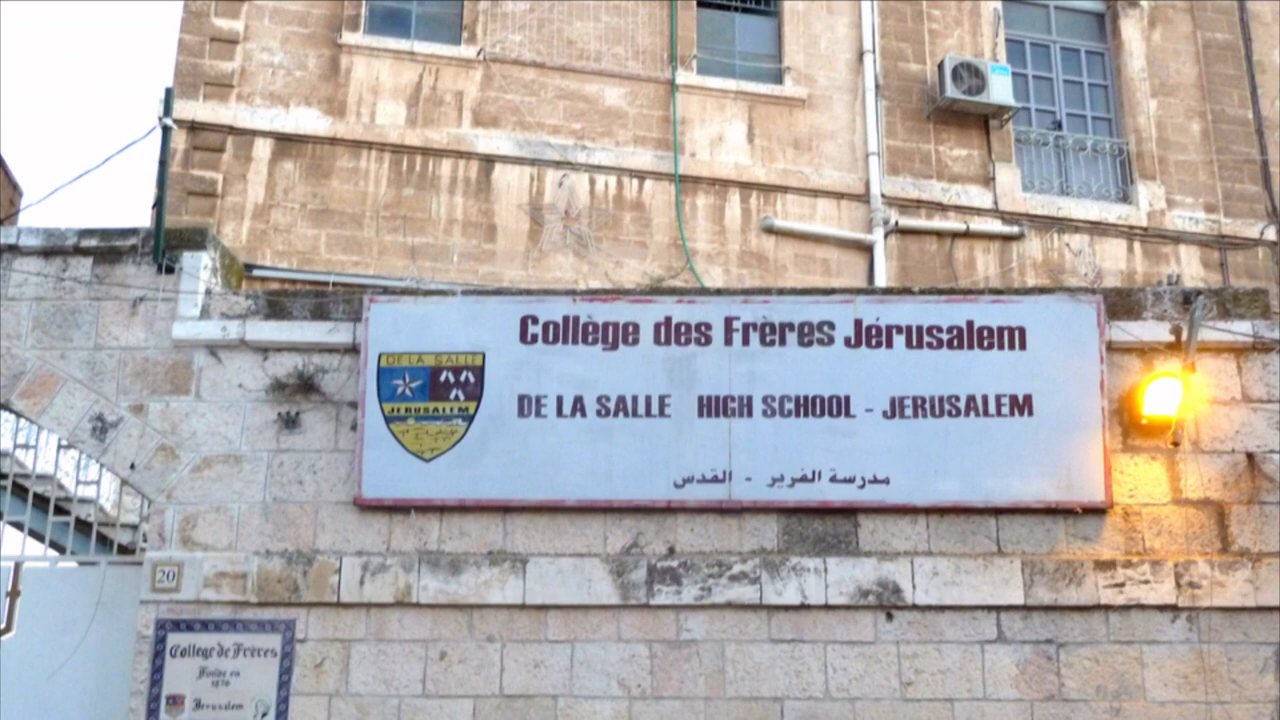 Collège des Frères Jérusalem
DE LA SALLE
JERUSALEM
DE LA SALLE HIGH SCHOOL - JERUSALEM
مدرسة الفرير - القدس
20
Collège de Frères
Fondé en
1876
Jerusalem